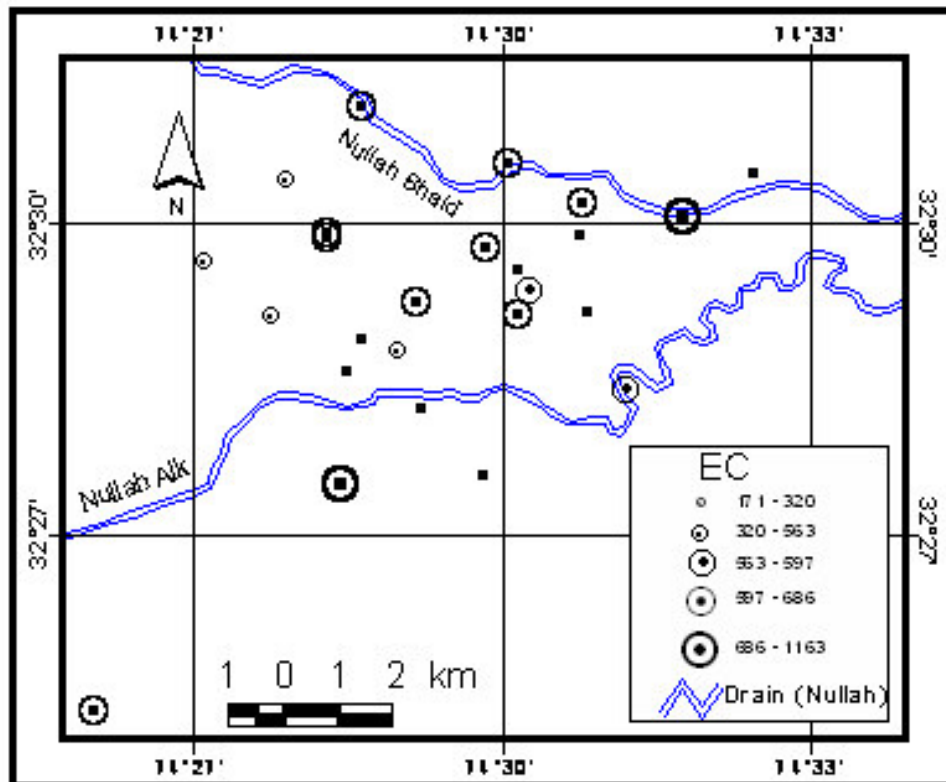 74°27'
74°30'
74°33'
Nullah Bhaid
N
32°30'
32°30'
Nullah Aik
32°27'
32°27'
EC
171 - 320
320 - 563
563 - 597
597 - 686
686 - 1163
Drain (Nullah)
1 0 1 2 km
74°27'
74°30'
74°33'